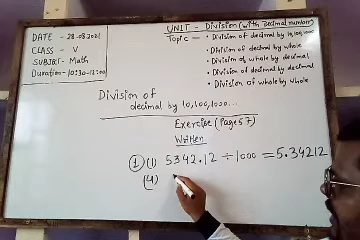 DATE - 28.08.2021
CLASS - V
SUBJECT - Math
Duration - 10:30-12:00
UNIT - Division (with Decimal number)
Topic - • Division of decimal by 10,100,1000
• Division of decimal by whole
• Division of whole by decimal
• Division of decimal by decimal
• Division of whole by whole
Division of
decimal by 10,100,1000...
Exercise (Page 57)
Written
① (1) 5342.12 ÷ 1000 = 5.34212
(4)